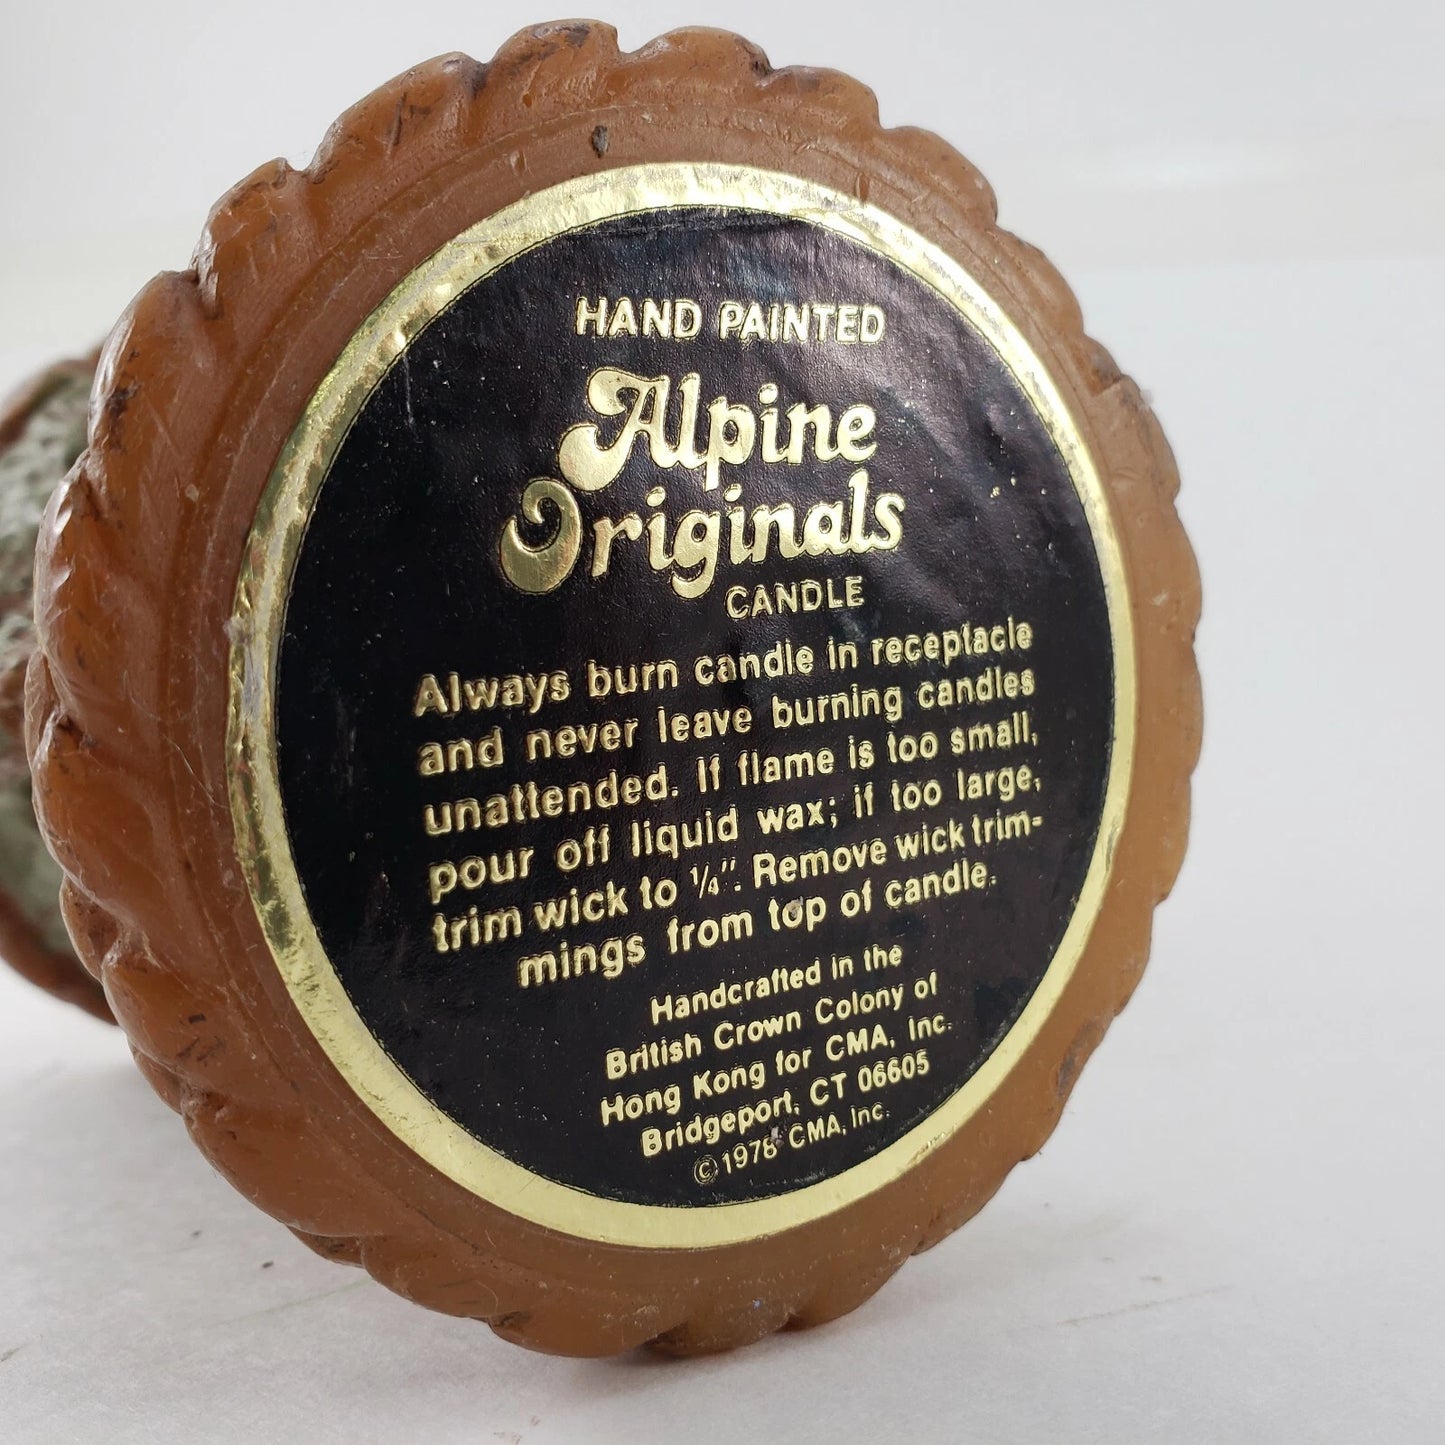 HAND PAINTED
Alpine
Originals
CANDLE
Always burn candle in receptacle
and never leave burning candles
unattended. If flame is too small,
pour off liquid wax; if too large,
trim wick to ¼". Remove wick trim-
mings from top of candle.
Handcrafted in the
British Crown Colony of
Hong Kong for CMA, Inc.
Bridgeport, CT 06605
©1978 CMA, Inc.